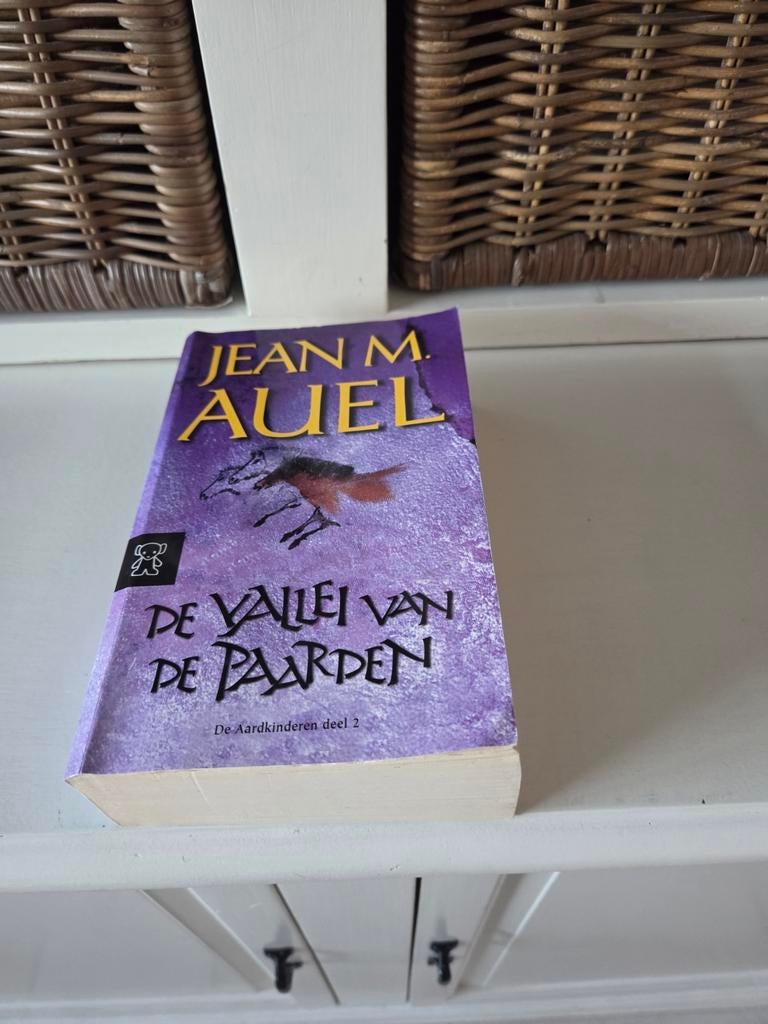 JEAN M.
AUEL
DE VALLEI VAN
DE PAARDEN
De Aardkinderen deel 2